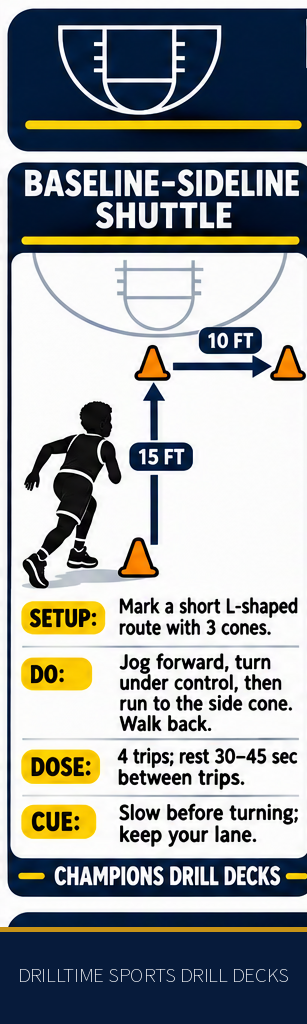 BASELINE–SIDELINE
SHUTTLE
10 FT
15 FT
SETUP:
Mark a short L-shaped
route with 3 cones.
DO:
Jog forward, turn
under control, then
run to the side cone.
Walk back.
DOSE:
4 trips; rest 30–45 sec
between trips.
CUE:
Slow before turning;
keep your lane.
CHAMPIONS DRILL DECKS
DRILLTIME SPORTS DRILL DECKS